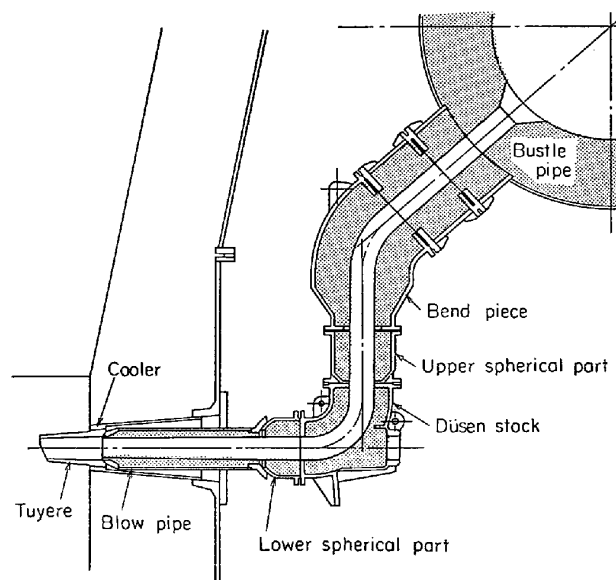 Bustle
pipe
Bend piece
Cooler
Upper spherical part
Düsen stock
Tuyere
Blow pipe
Lower spherical part